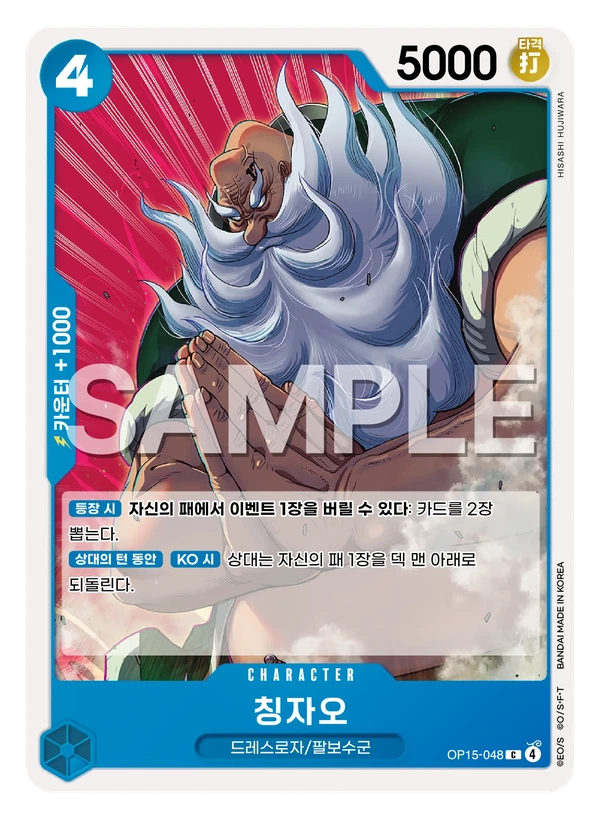 4
5000
타격
打
HISASHI HUJIWARA
카운터 +1000
SAMPLE
등장 시 자신의 패에서 이벤트 1장을 버릴 수 있다: 카드를 2장
뽑는다.
상대의 턴 동안 KO 시 상대는 자신의 패 1장을 덱 맨 아래로
되돌린다.
CHARACTER
칭자오
드레스로자/팔보수군
OP15-048 C 4
©EO/S ©O/S·F·T BANDAI MADE IN KOREA